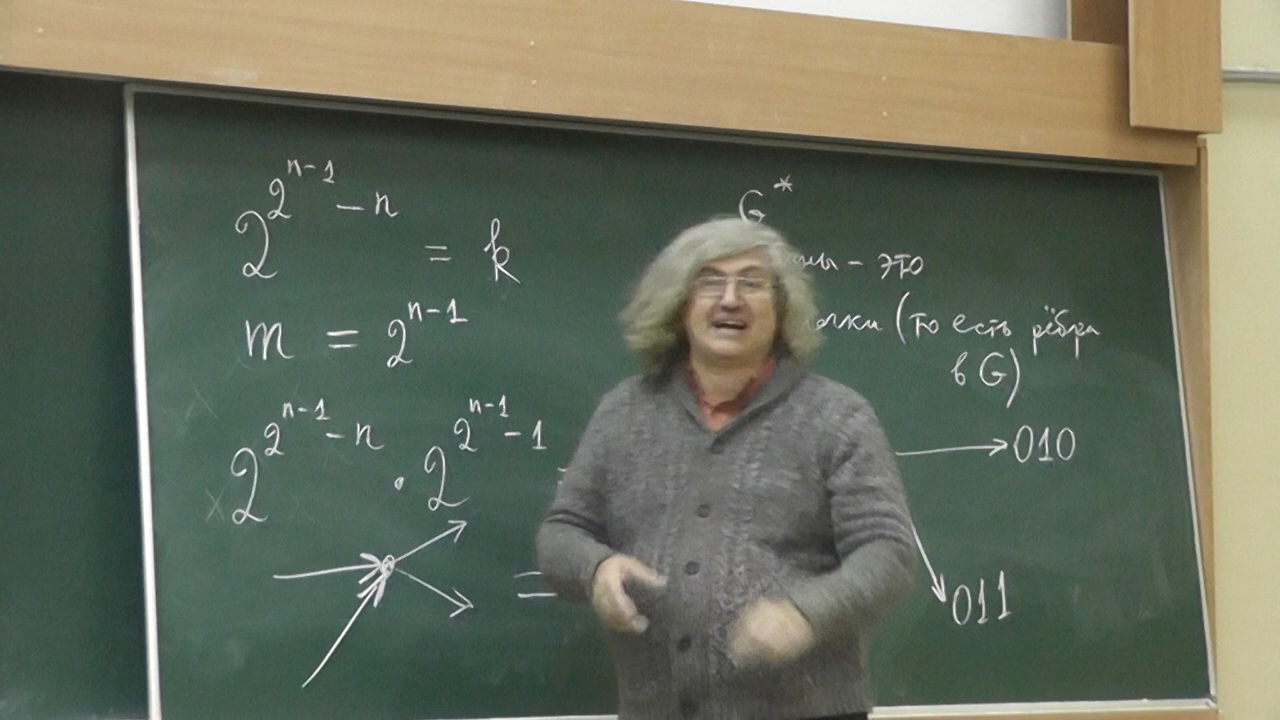 2^{2^{n-1}-n} = k
m = 2^{n-1}
2^{2^{n-1}-n} · 2^{2^{n-1}-1}
=
G*
– это
(то есть рёбра
в G)
010
011